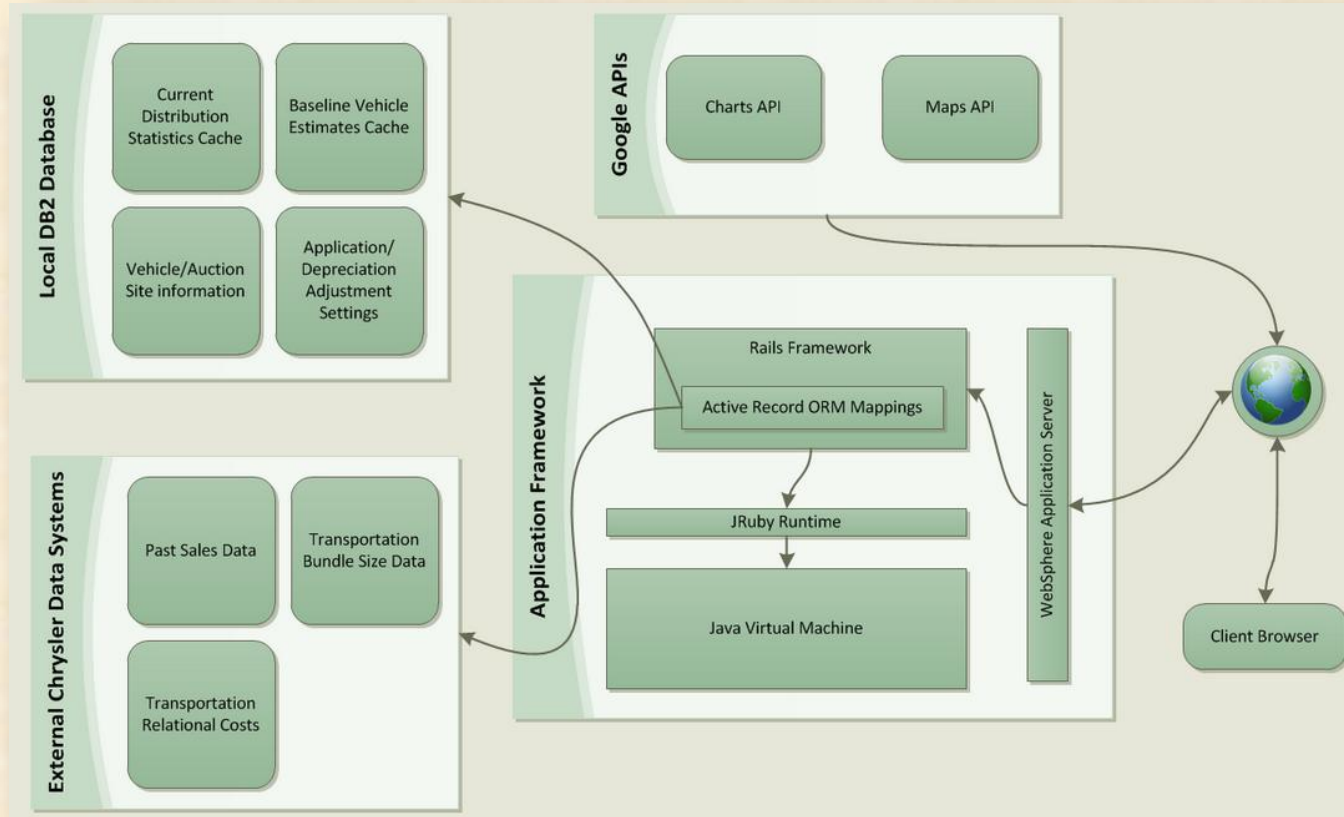 Local DB2 Database
Current
Distribution
Statistics Cache
Baseline Vehicle
Estimates Cache
Vehicle/Auction
Site information
Application/
Depreciation
Adjustment
Settings
Google APIs
Charts API
Maps API
Application Framework
Rails Framework
Active Record ORM Mappings
JRuby Runtime
Java Virtual Machine
WebSphere Application Server
Client Browser
External Chrysler Data Systems
Past Sales Data
Transportation
Bundle Size Data
Transportation
Relational Costs